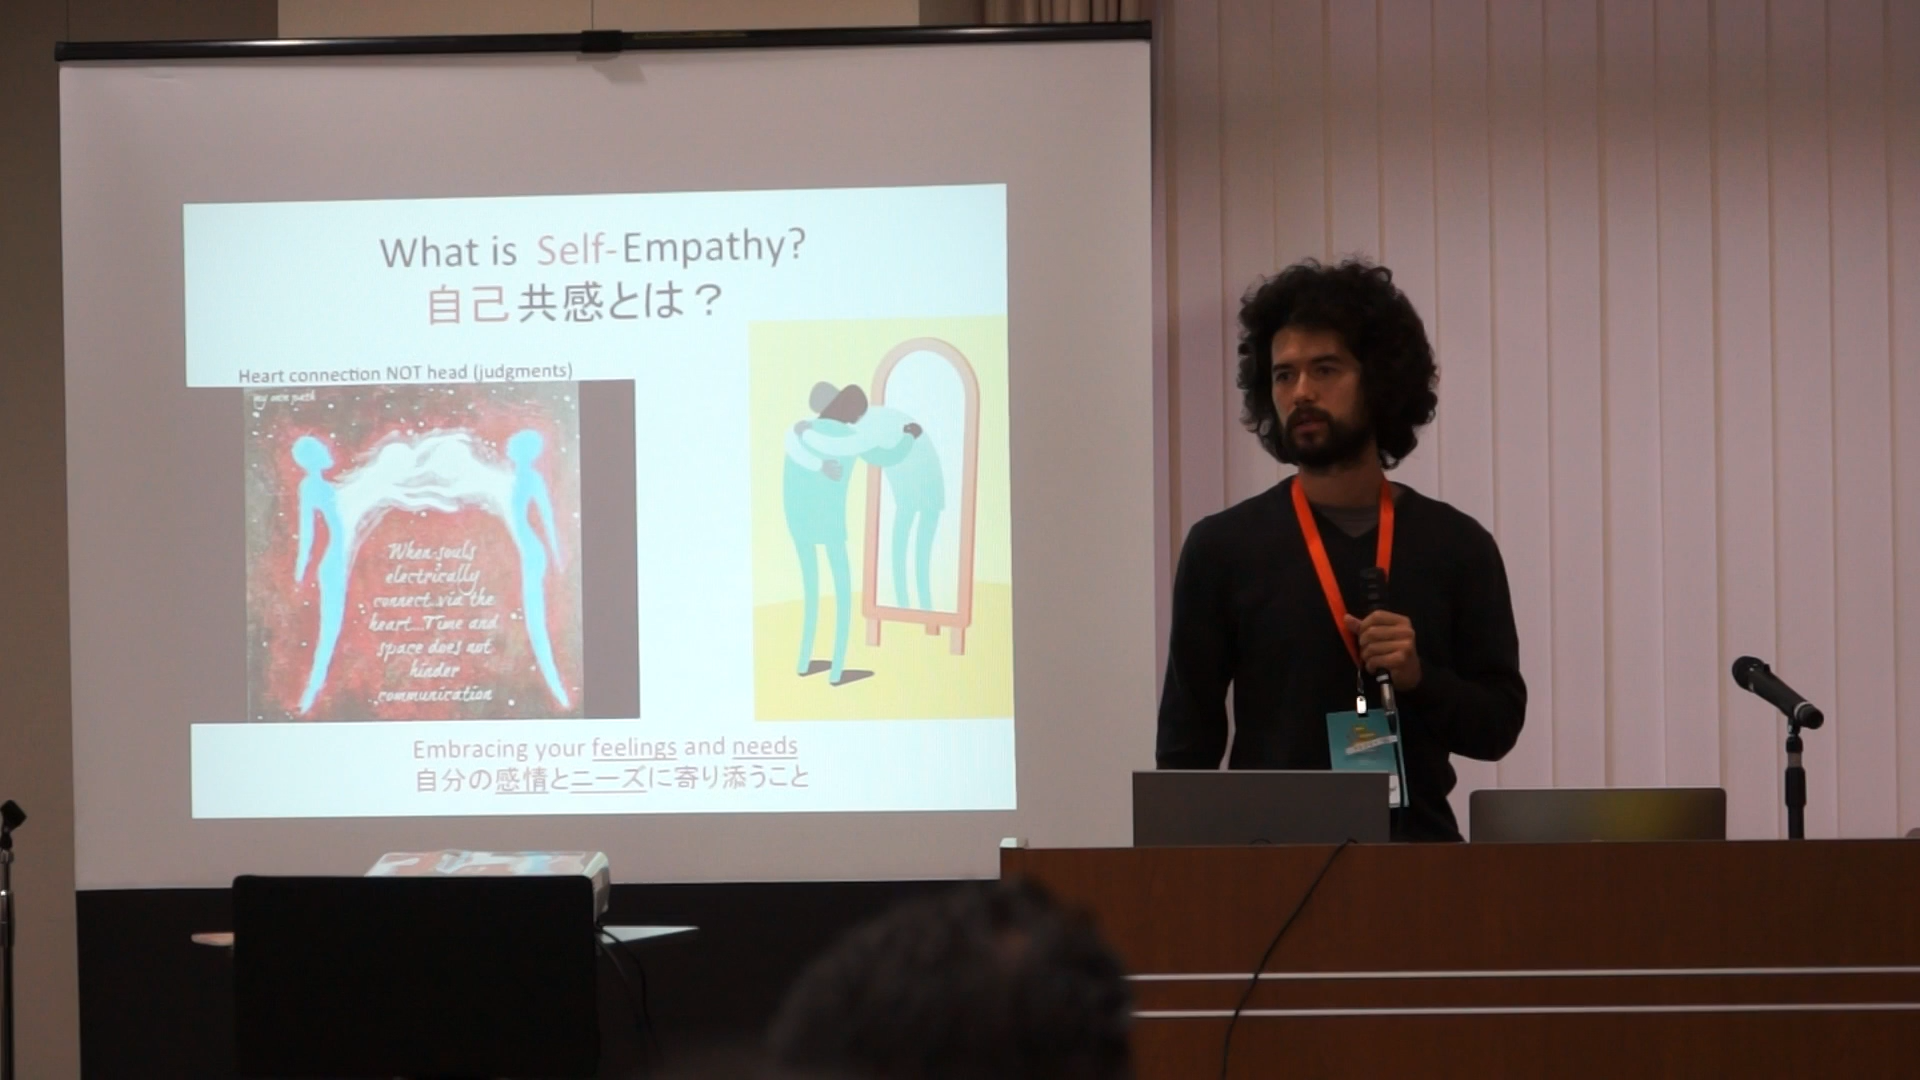 What is Self-Empathy?
自己共感とは？
Heart connection NOT head (judgments)
my own path
When souls
electrically
connect via the
heart...Time and
space does not
hinder
communication
Embracing your feelings and needs
自分の感情とニーズに寄り添うこと